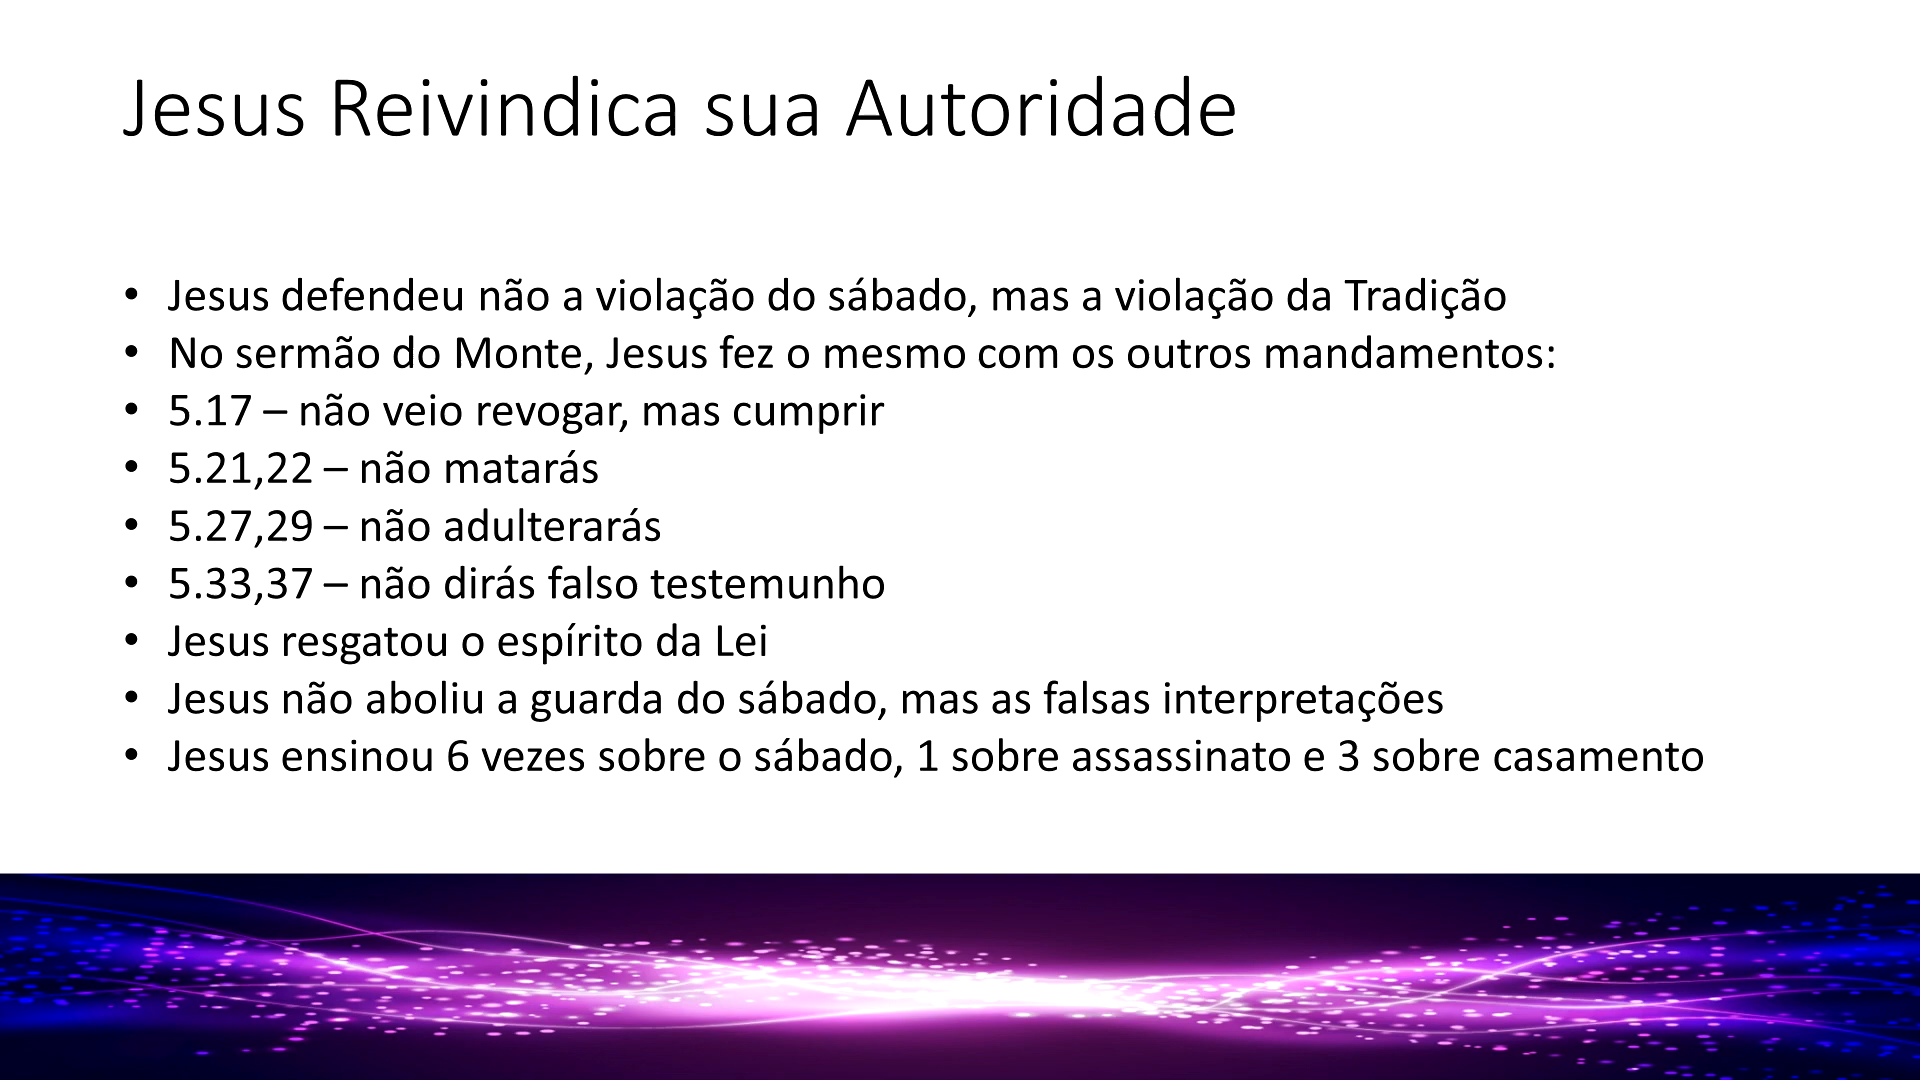 Jesus Reivindica sua Autoridade
• Jesus defendeu não a violação do sábado, mas a violação da Tradição
• No sermão do Monte, Jesus fez o mesmo com os outros mandamentos:
• 5.17 – não veio revogar, mas cumprir
• 5.21,22 – não matarás
• 5.27,29 – não adulterarás
• 5.33,37 – não dirás falso testemunho
• Jesus resgatou o espírito da Lei
• Jesus não aboliu a guarda do sábado, mas as falsas interpretações
• Jesus ensinou 6 vezes sobre o sábado, 1 sobre assassinato e 3 sobre casamento